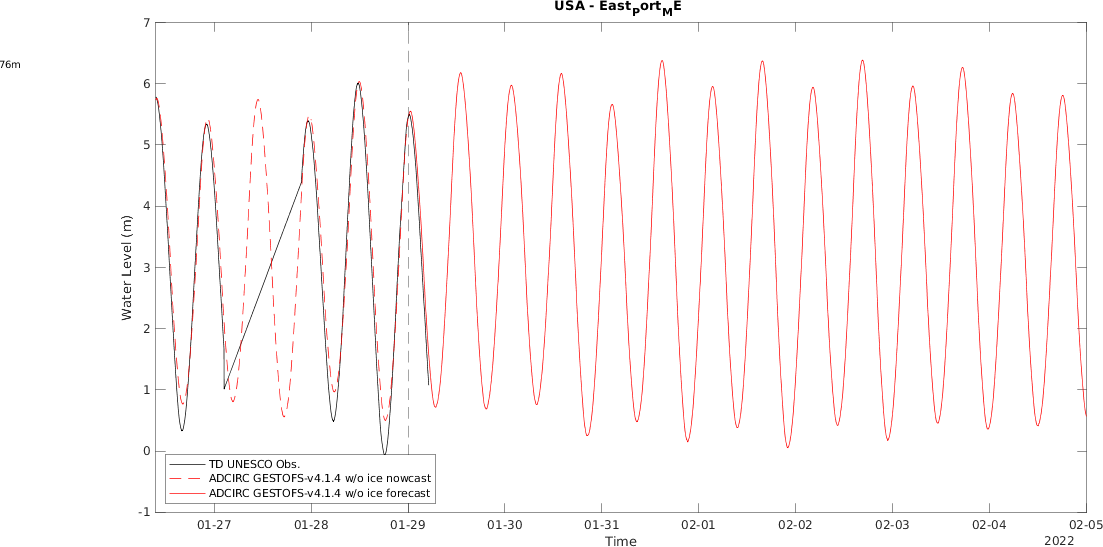 USA - EastPortME
76m
7
6
5
4
3
2
1
0
-1
Water Level (m)
TD UNESCO Obs.
ADCIRC GESTOFS-v4.1.4 w/o ice nowcast
ADCIRC GESTOFS-v4.1.4 w/o ice forecast
01-27 01-28 01-29 01-30 01-31 02-01 02-02 02-03 02-04 02-05
Time
2022